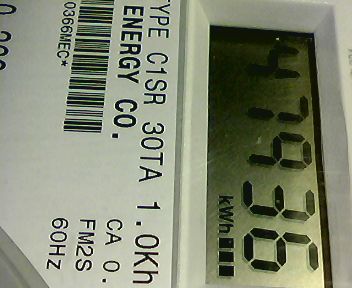 47936
kWh
TYPE C1SR 30TA 1.0Kh
ENERGY CO.
CA 0.
FM2S
60HZ
0366MEC*